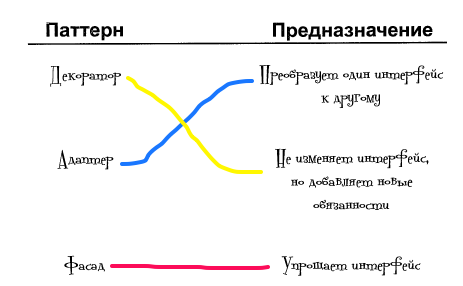 Паттерн Предназначение
Декоратор
Преобразует один интерфейс
к другому
Адаптер
Не изменяет интерфейс,
но добавляет новые
обязанности
Фасад
Упрощает интерфейс